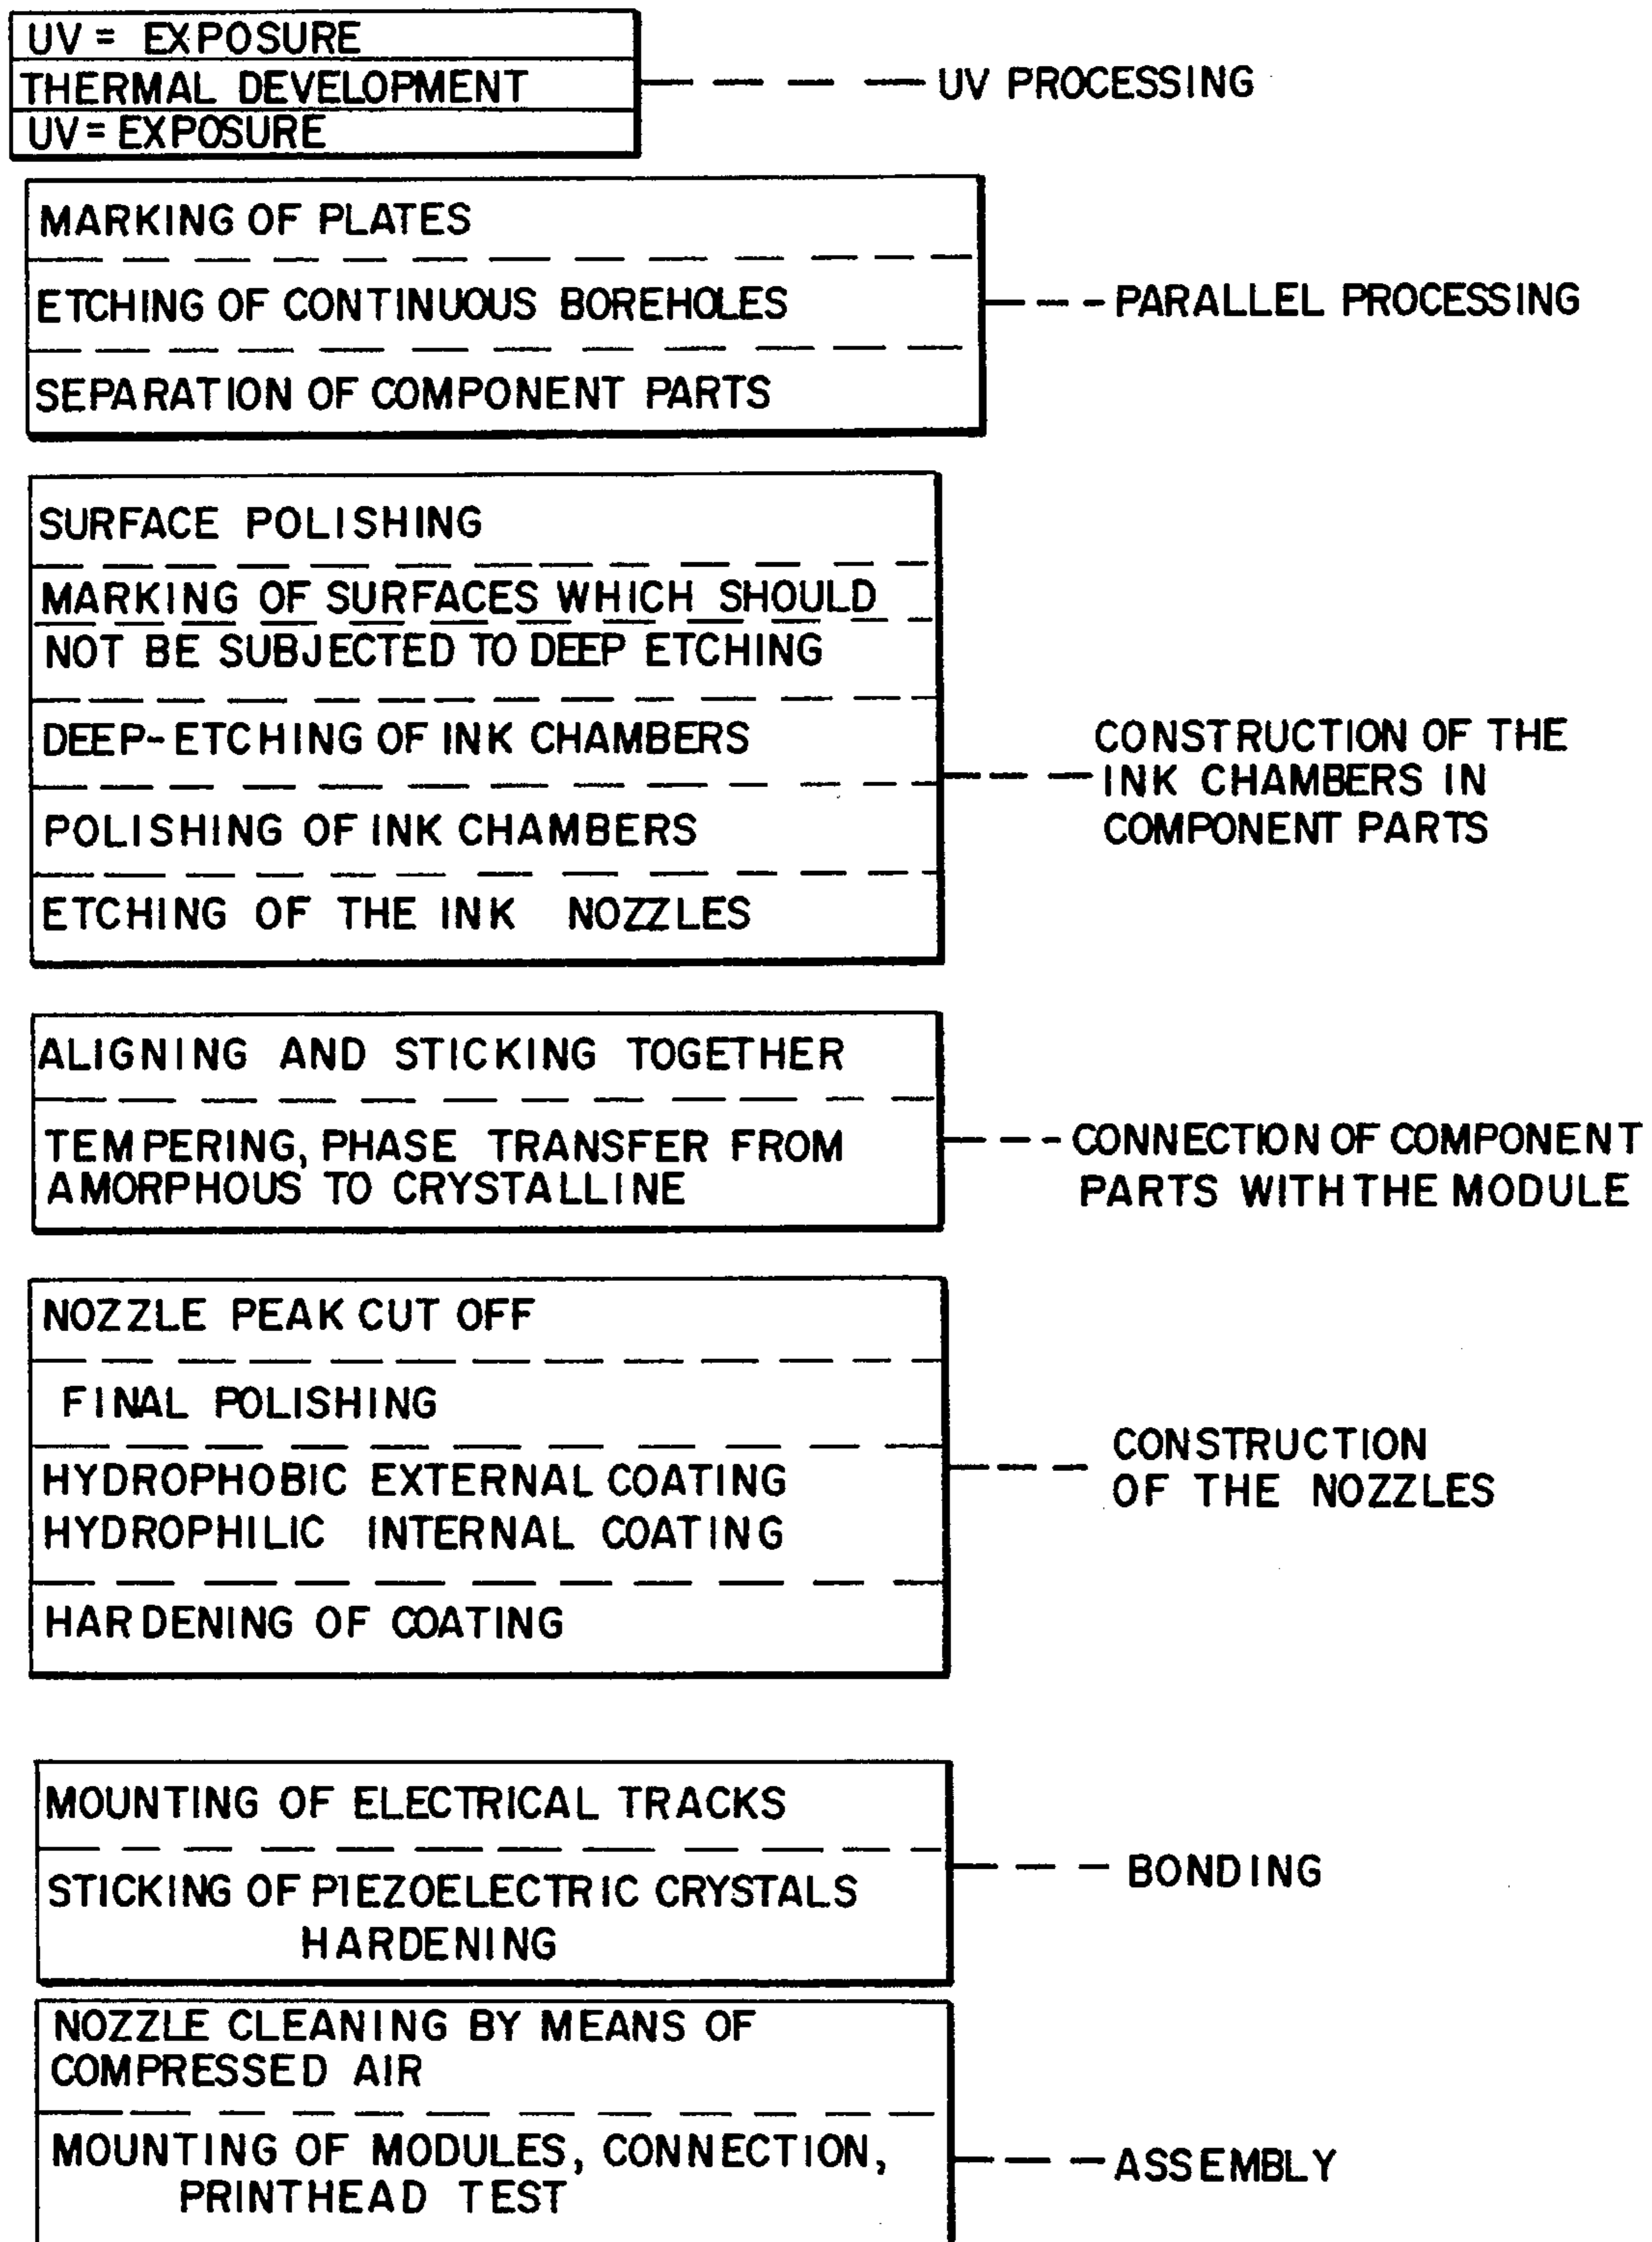 UV = EXPOSURE
THERMAL DEVELOPMENT
UV = EXPOSURE
UV PROCESSING
MARKING OF PLATES
ETCHING OF CONTINUOUS BOREHOLES
SEPARATION OF COMPONENT PARTS
PARALLEL PROCESSING
SURFACE POLISHING
MARKING OF SURFACES WHICH SHOULD
NOT BE SUBJECTED TO DEEP ETCHING
DEEP-ETCHING OF INK CHAMBERS
POLISHING OF INK CHAMBERS
ETCHING OF THE INK NOZZLES
CONSTRUCTION OF THE
INK CHAMBERS IN
COMPONENT PARTS
ALIGNING AND STICKING TOGETHER
TEMPERING, PHASE TRANSFER FROM
AMORPHOUS TO CRYSTALLINE
CONNECTION OF COMPONENT
PARTS WITH THE MODULE
NOZZLE PEAK CUT OFF
FINAL POLISHING
HYDROPHOBIC EXTERNAL COATING
HYDROPHILIC INTERNAL COATING
HARDENING OF COATING
CONSTRUCTION
OF THE NOZZLES
MOUNTING OF ELECTRICAL TRACKS
STICKING OF PIEZOELECTRIC CRYSTALS
HARDENING
BONDING
NOZZLE CLEANING BY MEANS OF
COMPRESSED AIR
MOUNTING OF MODULES, CONNECTION,
PRINTHEAD TEST
ASSEMBLY